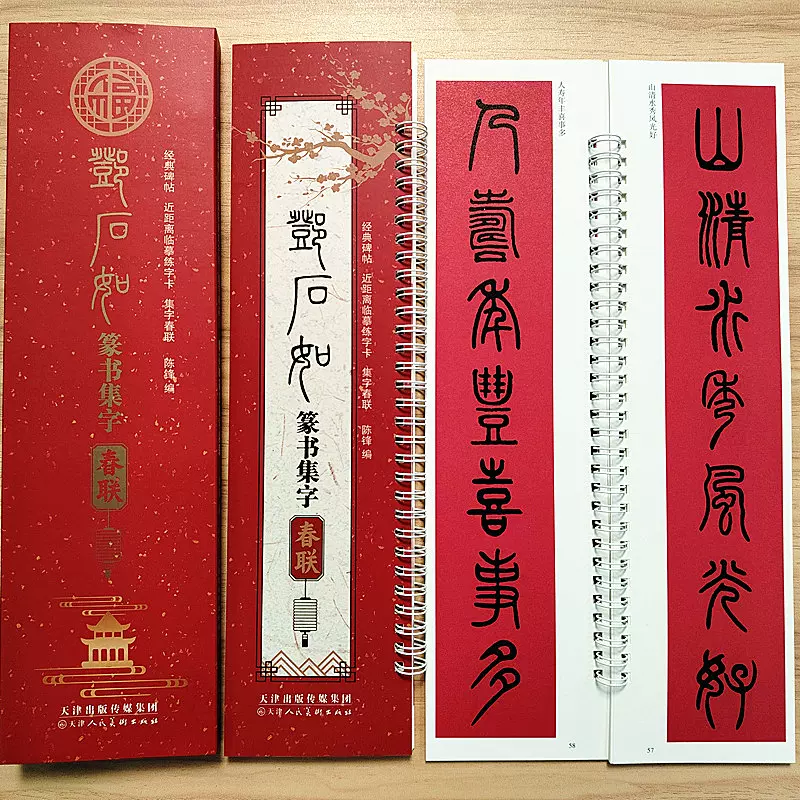 福
鄧石如
篆书集字
春联
经典碑帖 近距离临摹练字卡 集字春联 陈锋 编
天津出版传媒集团
天津人民美术出版社
鄧石如
篆书集字
春联
经典碑帖 近距离临摹练字卡 集字春联 陈锋 编
天津出版传媒集团
天津人民美术出版社
人寿年丰喜事多
人壽年豐喜事多
58
山清水秀风光好
山清水秀風光好
57